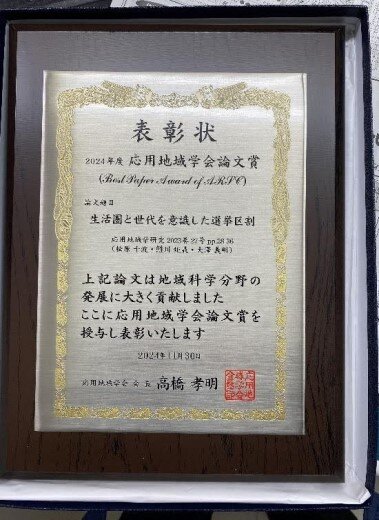 表彰状
2024年度 応用地域学会論文賞
(Best Paper Award of ARSC)
論文題目
生活圏と世代を意識した選挙区割
応用地域学研究 2023年 27号 pp.28-36
上記論文は地域科学分野の
発展に大きく貢献しました
ここに応用地域学会論文賞を
授与し表彰いたします
2024年11月30日
応用地域学会 会長 高橋 孝明